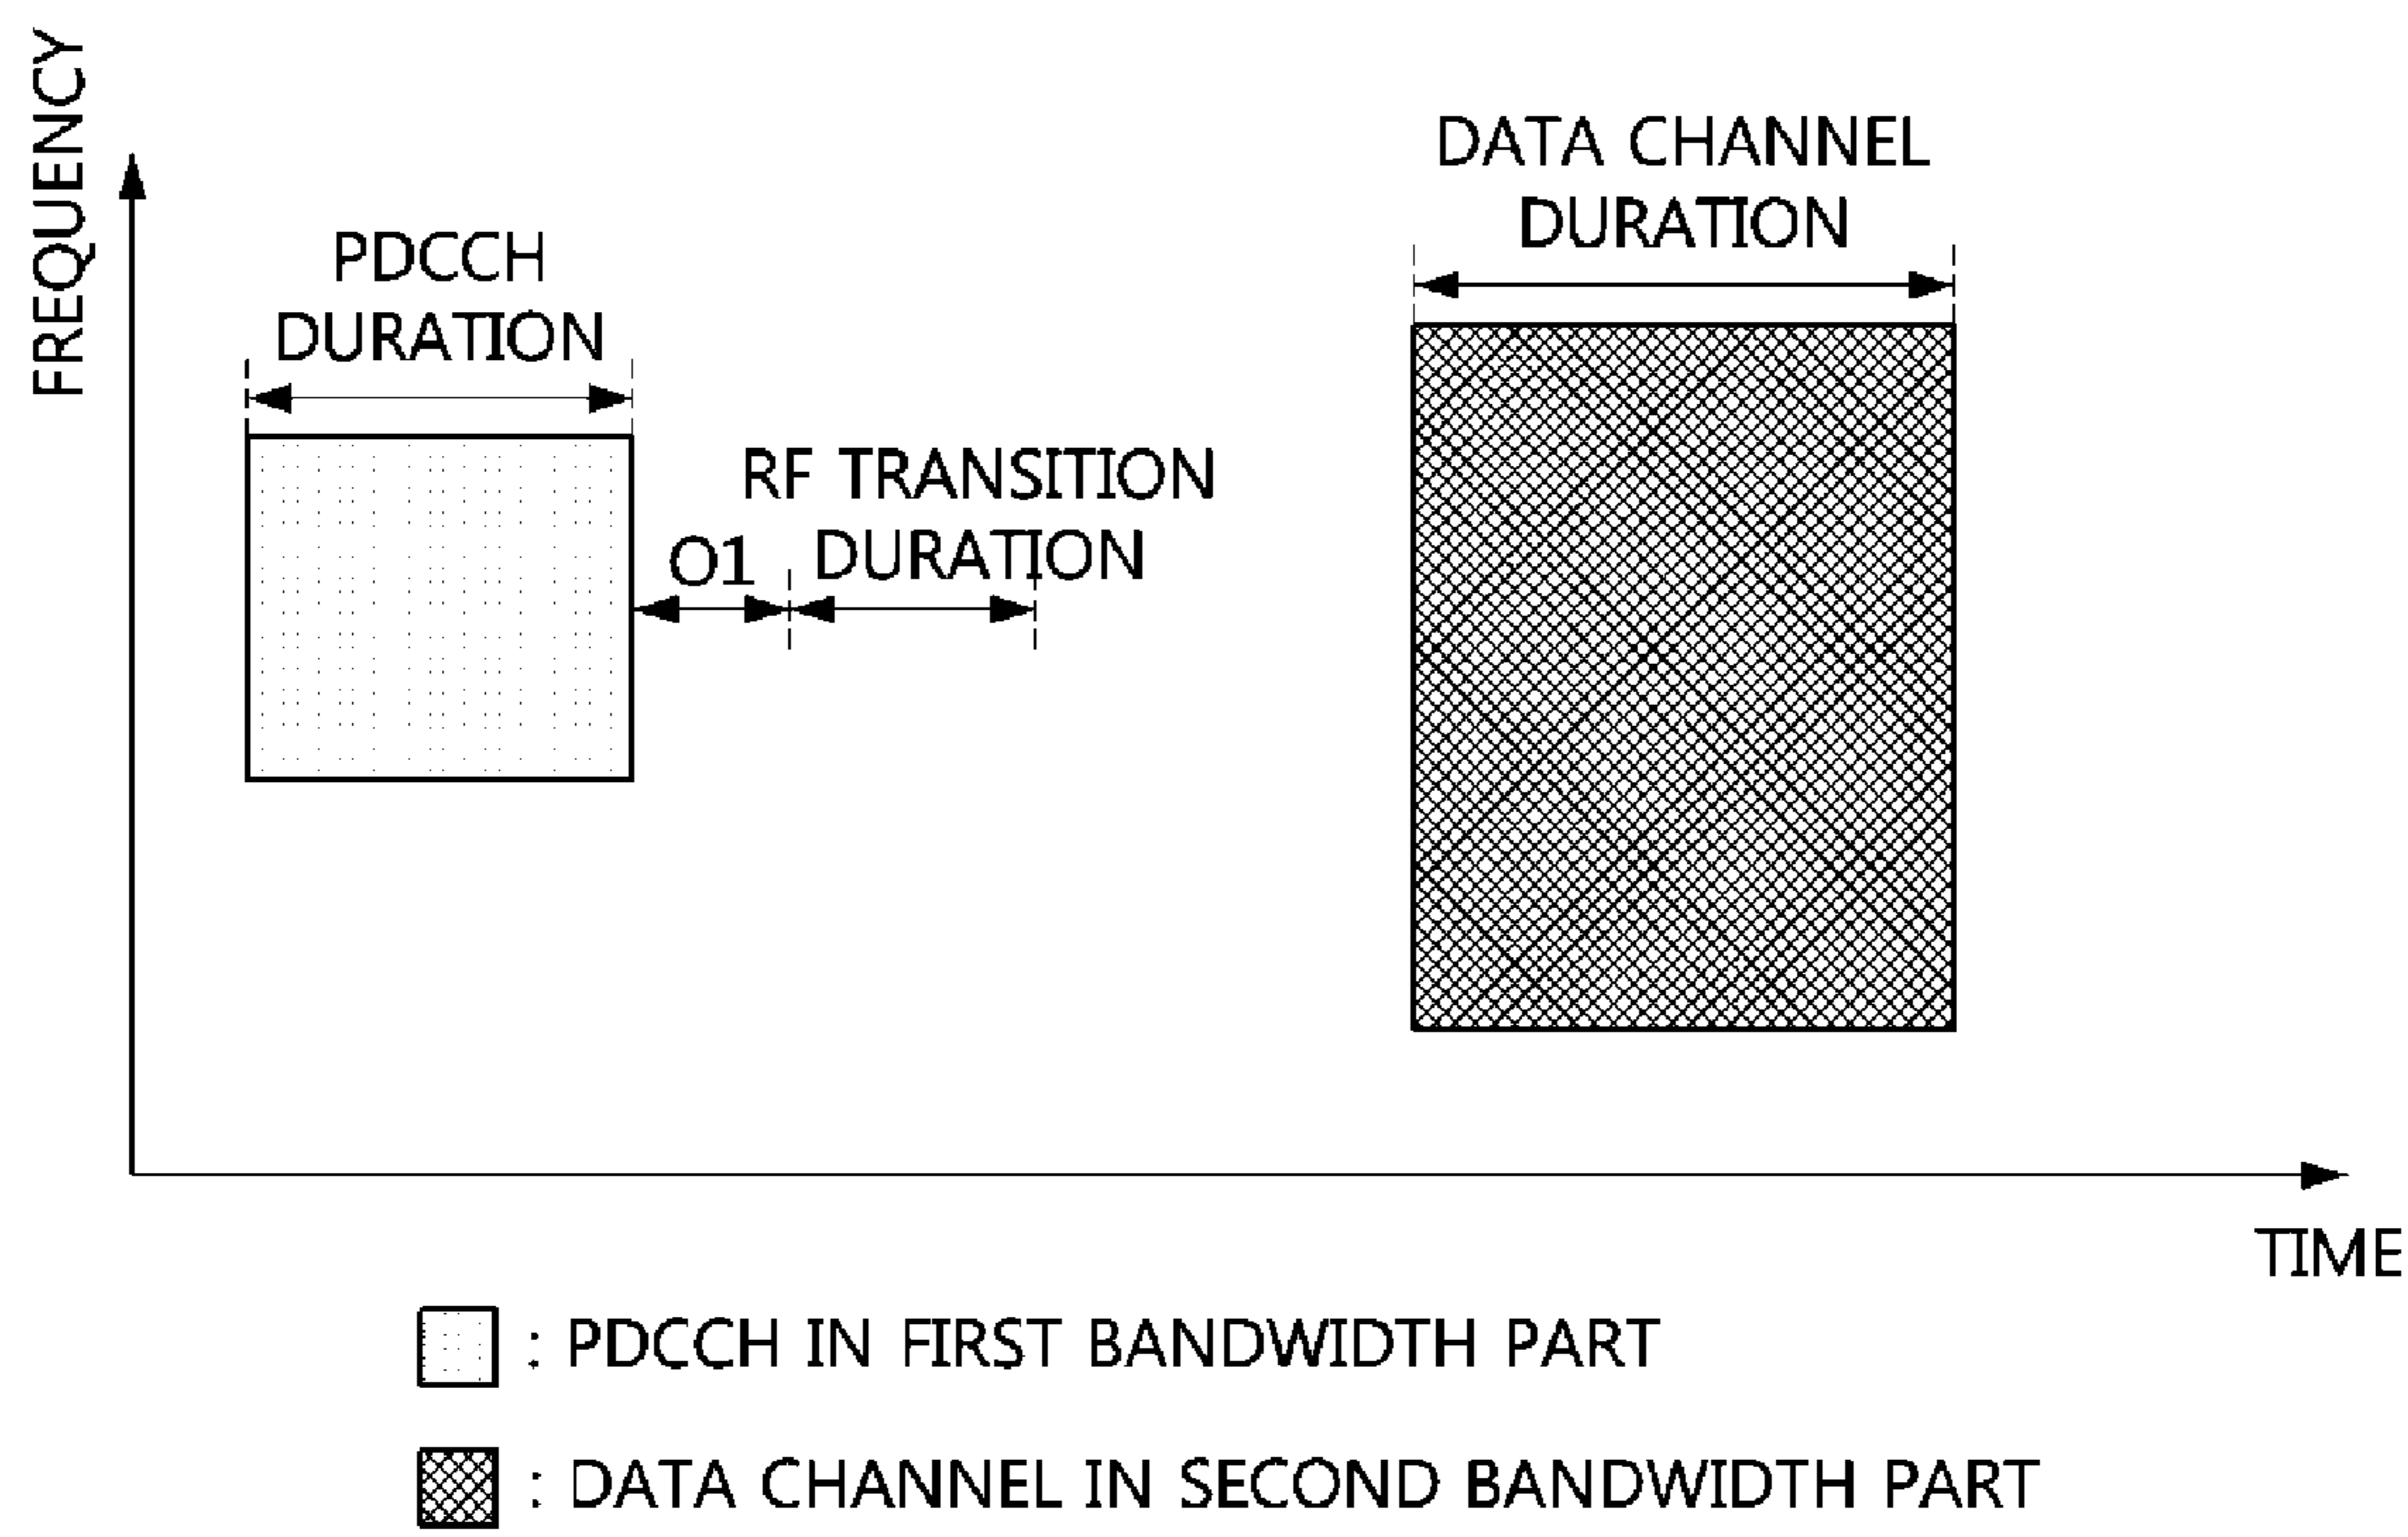 FREQUENCY
PDCCH
DURATION
DATA CHANNEL
DURATION
O1
RF TRANSITION
DURATION
TIME
: PDCCH IN FIRST BANDWIDTH PART
: DATA CHANNEL IN SECOND BANDWIDTH PART